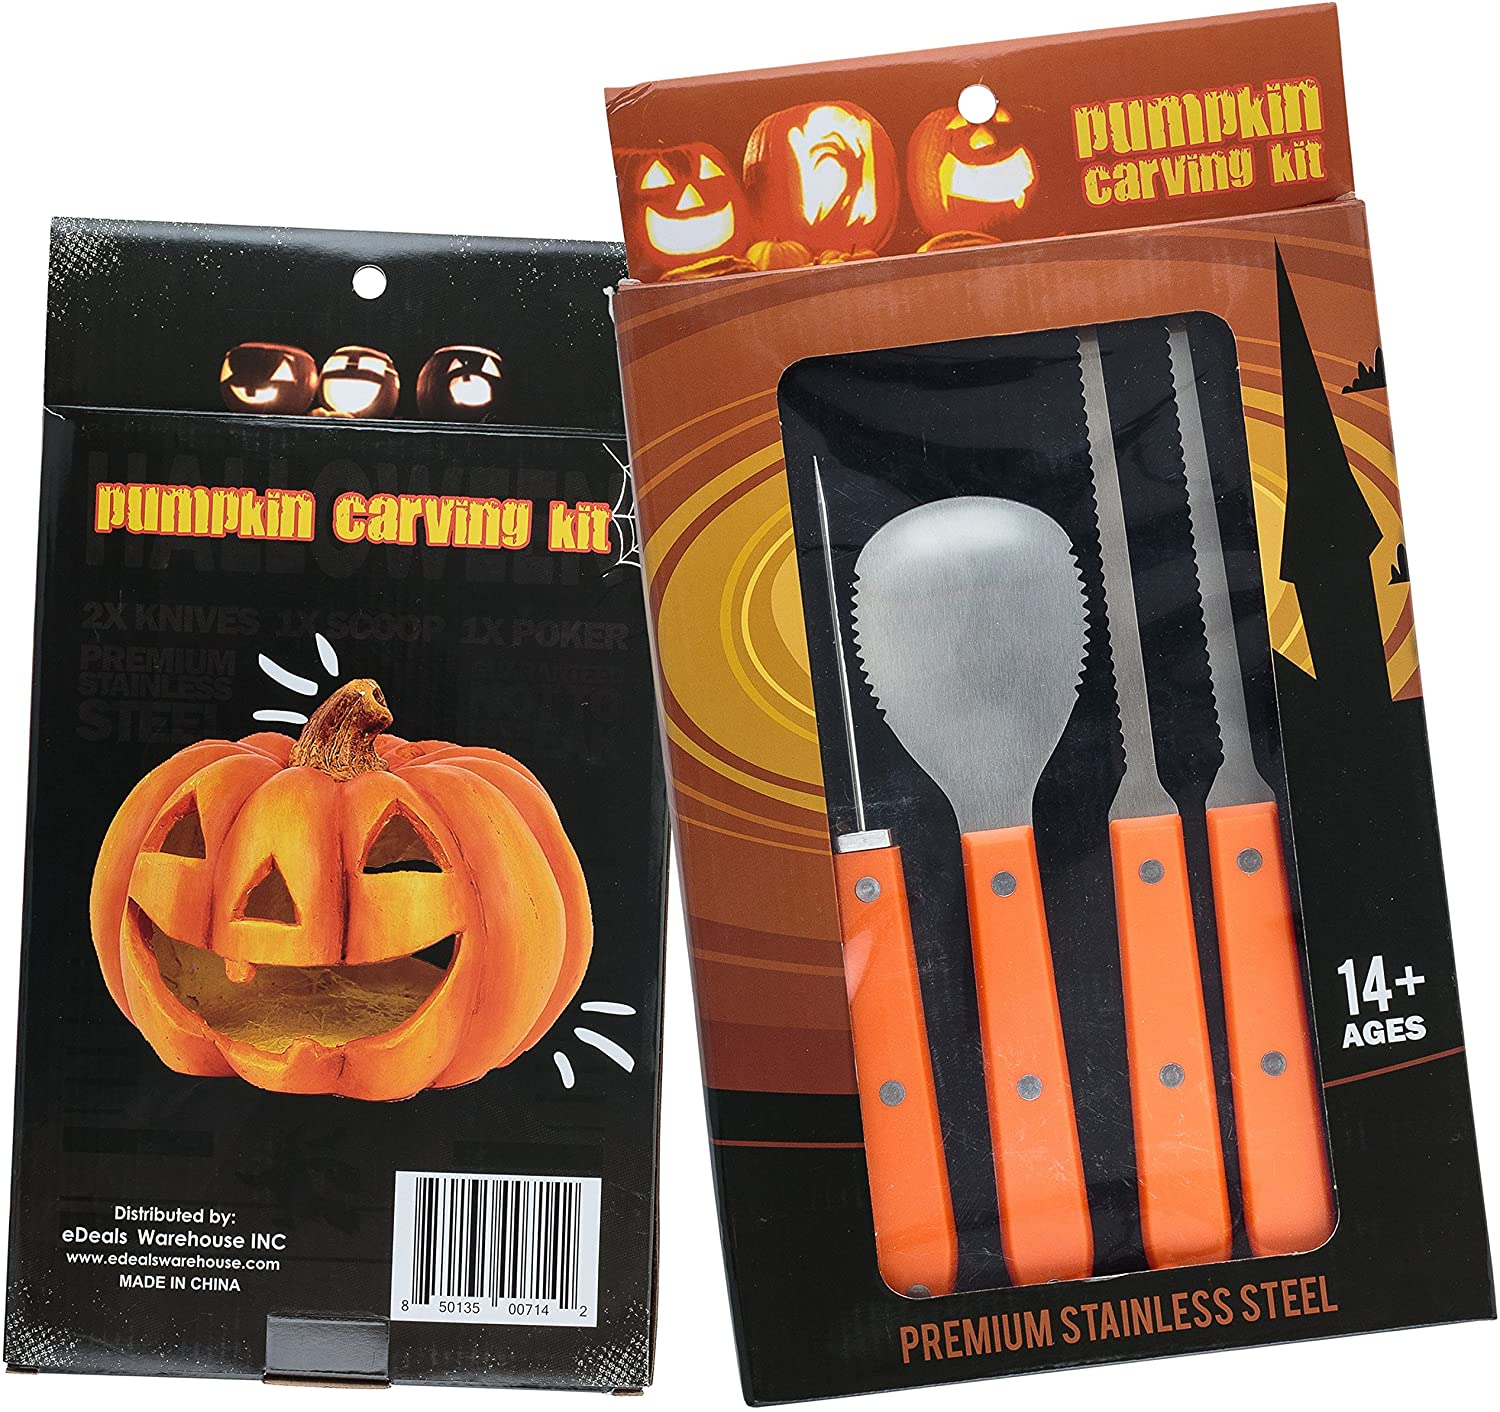 pumpkin
carving kit
14+
AGES
PREMIUM STAINLESS STEEL
HALLOWEEN
pumpkin carving kit
2X KNIVES 1X SCOOP 1X POKER
PREMIUM
STAINLESS
STEEL
GUARANTEED
Distributed by:
eDeals Warehouse INC
www.edealswarehouse.com
MADE IN CHINA
8 50135 00714 2